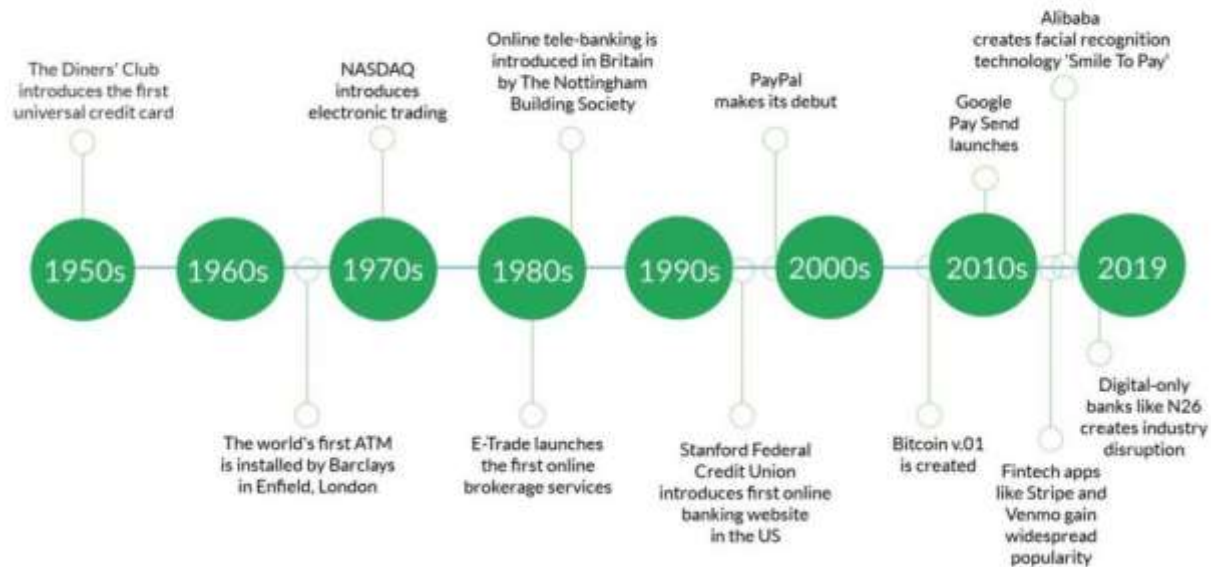 The Diners' Club
introduces the first
universal credit card
NASDAQ
introduces
electronic trading
Online tele-banking is
introduced in Britain
by The Nottingham
Building Society
PayPal
makes its debut
Google
Pay Send
launches
Alibaba
creates facial recognition
technology 'Smile To Pay'
1950s
1960s
1970s
1980s
1990s
2000s
2010s
2019
The world's first ATM
is installed by Barclays
in Enfield, London
E-Trade launches
the first online
brokerage services
Stanford Federal
Credit Union
introduces first online
banking website
in the US
Bitcoin v.01
is created
Fintech apps
like Stripe and
Venmo gain
widespread
popularity
Digital-only
banks like N26
creates industry
disruption